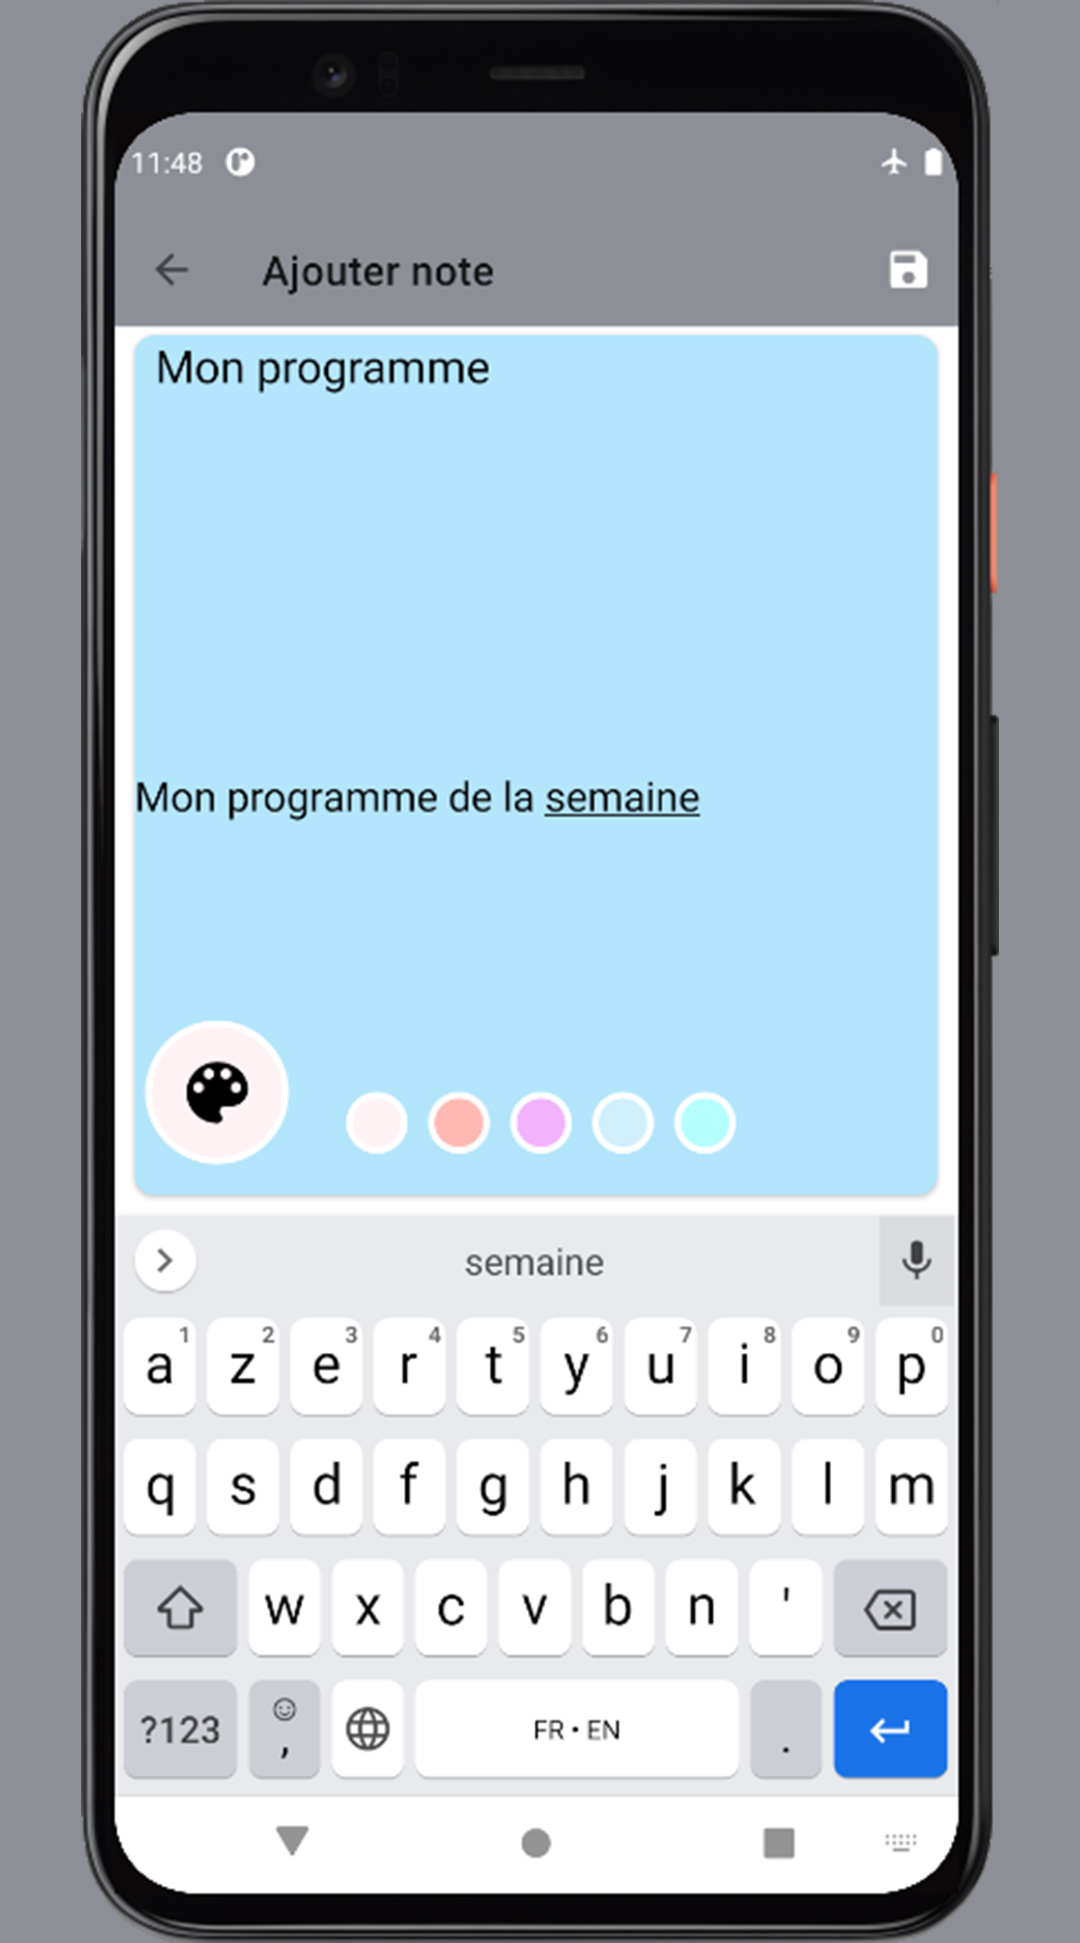 11:48
Ajouter note
Mon programme
Mon programme de la semaine
semaine
a 1 z 2 e 3 r 4 t 5 y 6 u 7 i 8 o 9 p 0
q s d f g h j k l m
w x c v b n '
?123 , FR • EN .